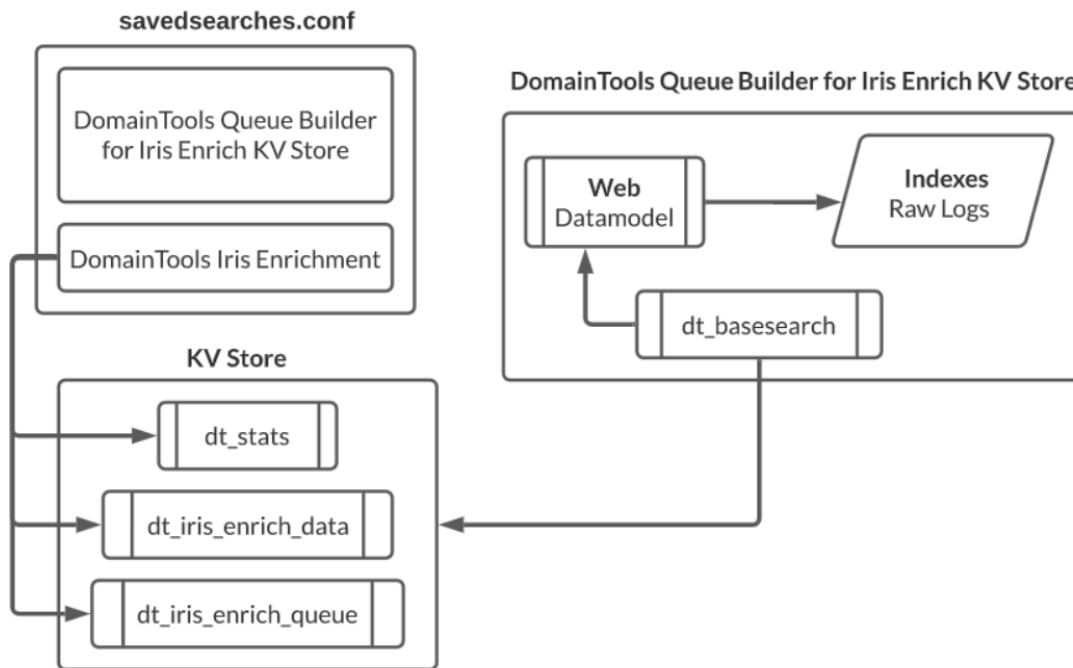 savedsearches.conf
DomainTools Queue Builder
for Iris Enrich KV Store
DomainTools Iris Enrichment
KV Store
dt_stats
dt_iris_enrich_data
dt_iris_enrich_queue
DomainTools Queue Builder for Iris Enrich KV Store
Web
Datamodel
Indexes
Raw Logs
dt_basesearch